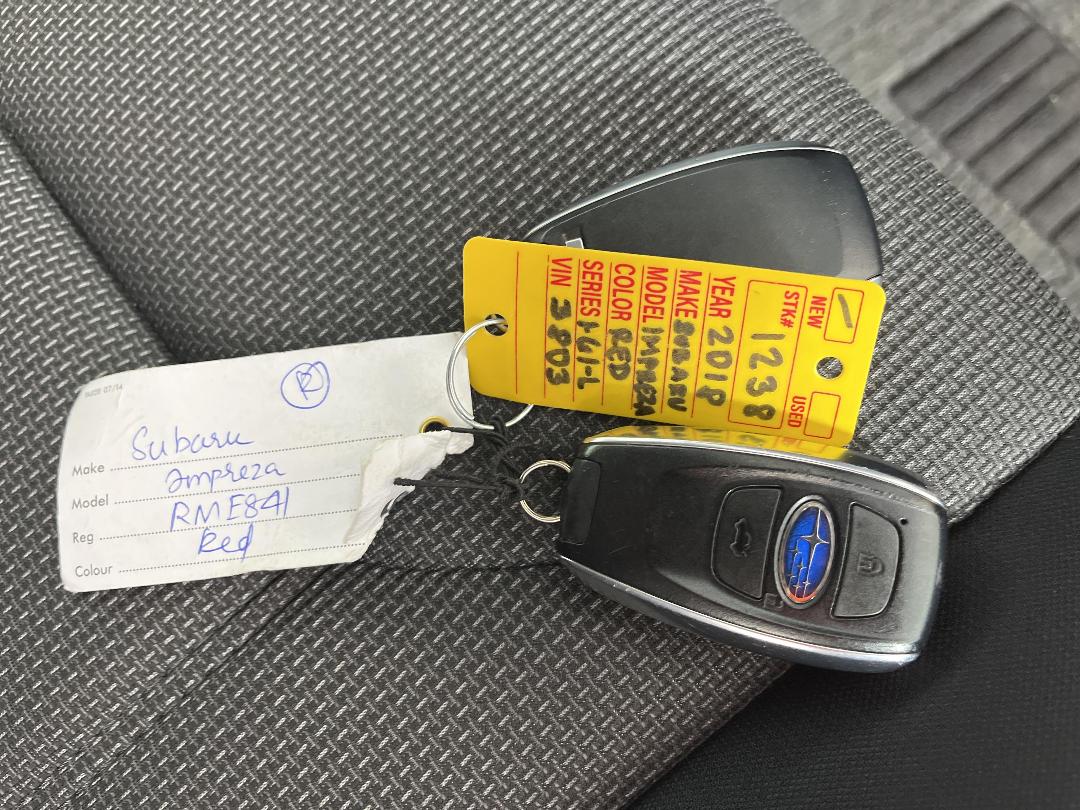 Make Subaru
Model Impreza
Reg RME841
Colour Red
R
NEW USED
STK# 1238
YEAR 2018
MAKE SUBARU
MODEL IMPREZA
COLOR RED
SERIES 1.6I-L
VIN 3803